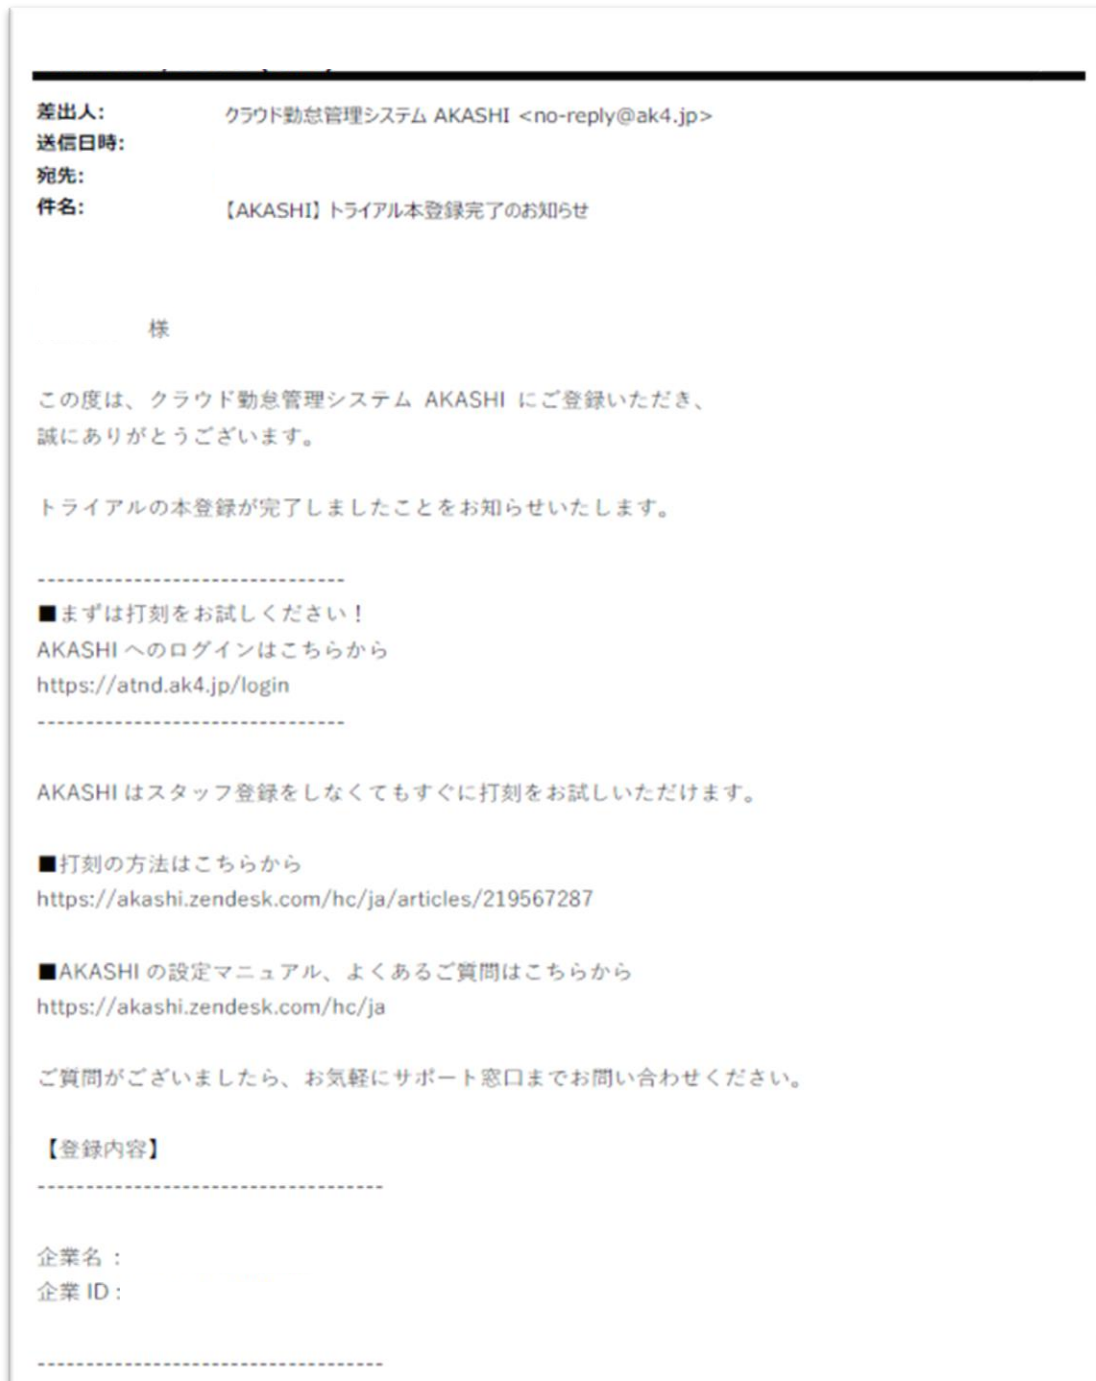 差出人: クラウド勤怠管理システム AKASHI <no-reply@ak4.jp>
送信日時:
宛先:
件名: 【AKASHI】トライアル本登録完了のお知らせ
様
この度は、クラウド勤怠管理システム AKASHI にご登録いただき、
誠にありがとうございます。
トライアルの本登録が完了しましたことをお知らせいたします。
--------------------------------
■まずは打刻をお試しください！
AKASHI へのログインはこちらから
https://atnd.ak4.jp/login
--------------------------------
AKASHI はスタッフ登録をしなくてもすぐに打刻をお試しいただけます。
■打刻の方法はこちらから
https://akashi.zendesk.com/hc/ja/articles/219567287
■AKASHI の設定マニュアル、よくあるご質問はこちらから
https://akashi.zendesk.com/hc/ja
ご質問がございましたら、お気軽にサポート窓口までお問い合わせください。
【登録内容】
------------------------------------
企業名：
企業 ID：
------------------------------------